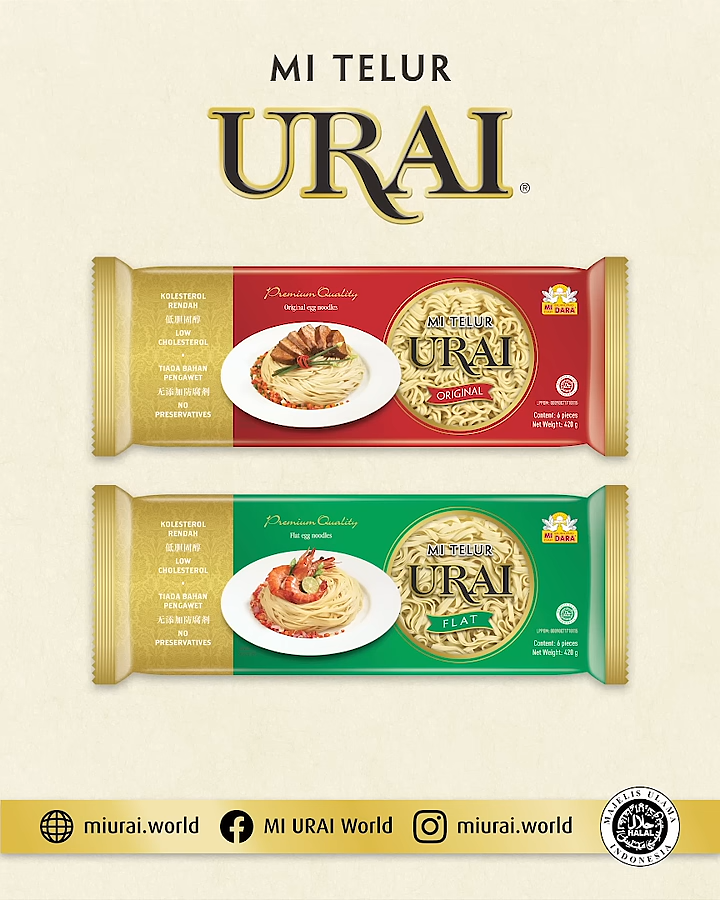 MI TELUR
URAI®
KOLESTEROL
RENDAH
低胆固醇
LOW
CHOLESTEROL
TIADA BAHAN
PENGAWET
无添加防腐剂
NO
PRESERVATIVES
Premium Quality
Original egg noodles
MI TELUR
URAI
ORIGINAL
MI
DARA
Content: 6 pieces
Net Weight: 420 g
KOLESTEROL
RENDAH
低胆固醇
LOW
CHOLESTEROL
TIADA BAHAN
PENGAWET
无添加防腐剂
NO
PRESERVATIVES
Premium Quality
Flat egg noodles
MI TELUR
URAI
FLAT
MI
DARA
Content: 6 pieces
Net Weight: 420 g
miurai.world
MI URAI World
miurai.world
MAJELIS ULAMA
حلال
HALAL
INDONESIA